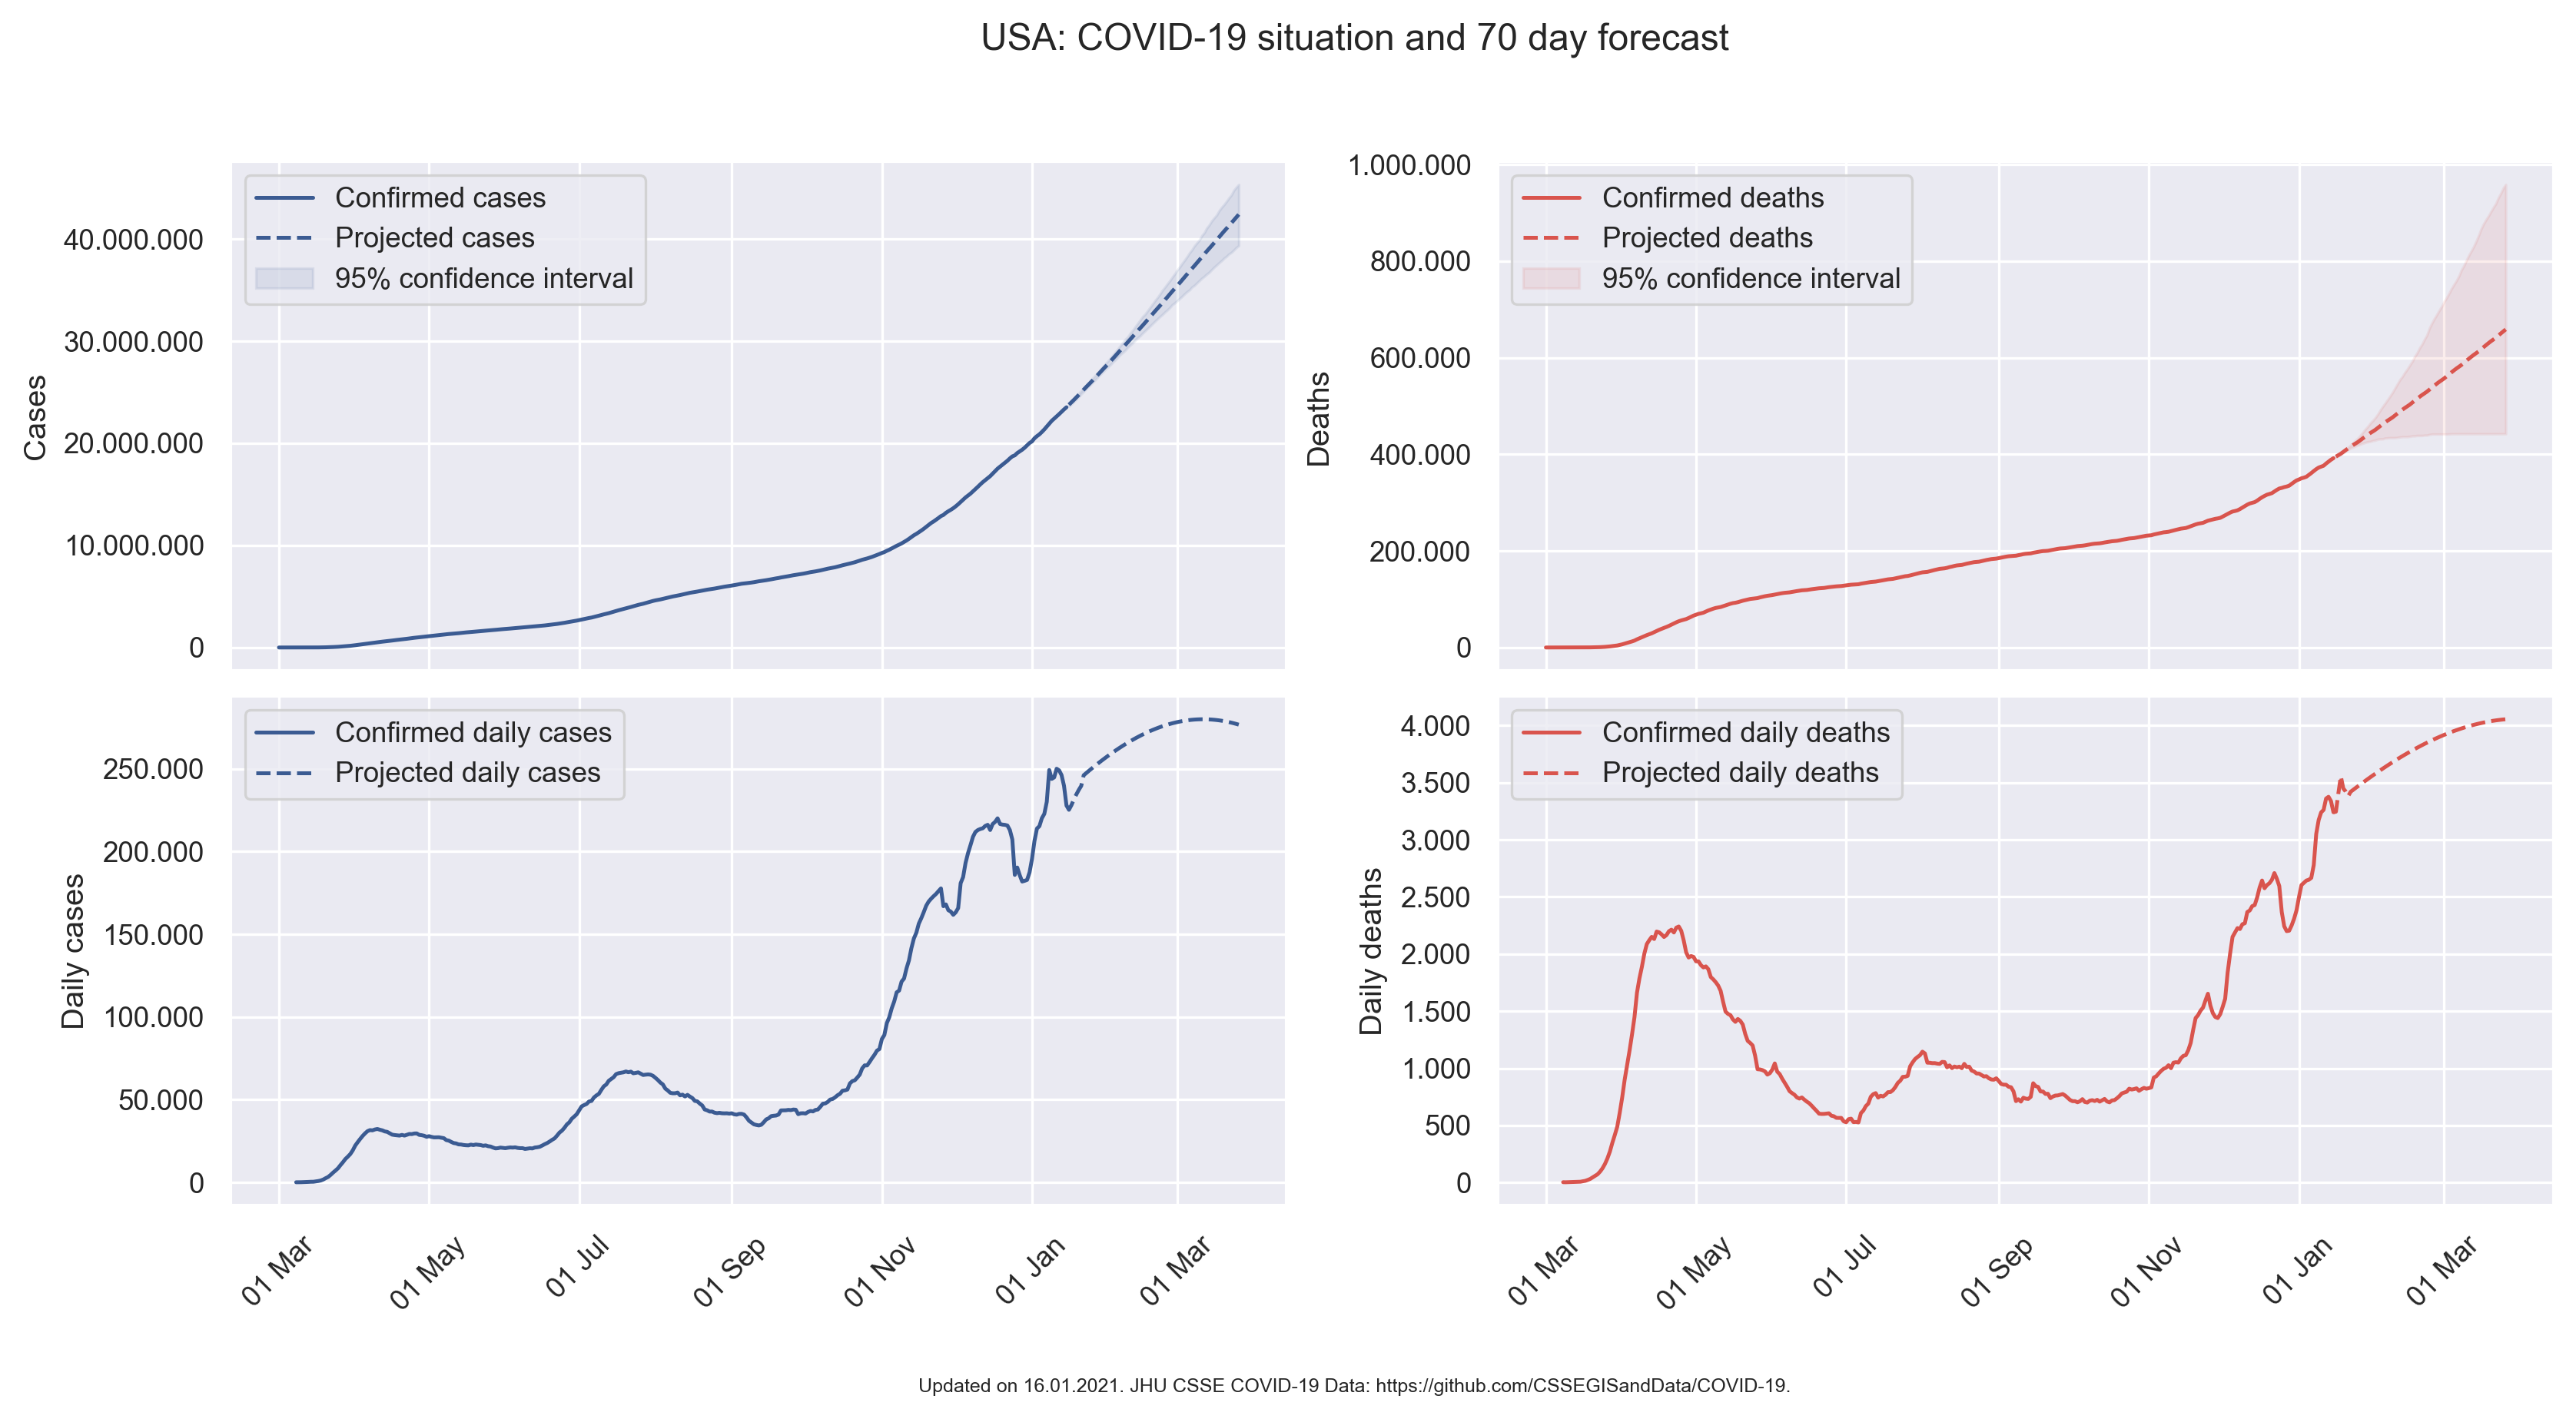 USA: COVID-19 situation and 70 day forecast
Cases
40.000.000
30.000.000
20.000.000
10.000.000
0
Confirmed cases
Projected cases
95% confidence interval
Deaths
1.000.000
800.000
600.000
400.000
200.000
0
Confirmed deaths
Projected deaths
95% confidence interval
Daily cases
250.000
200.000
150.000
100.000
50.000
0
Confirmed daily cases
Projected daily cases
01 Mar
01 May
01 Jul
01 Sep
01 Nov
01 Jan
01 Mar
Daily deaths
4.000
3.500
3.000
2.500
2.000
1.500
1.000
500
0
Confirmed daily deaths
Projected daily deaths
01 Mar
01 May
01 Jul
01 Sep
01 Nov
01 Jan
01 Mar
Updated on 16.01.2021. JHU CSSE COVID-19 Data: https://github.com/CSSEGISandData/COVID-19.